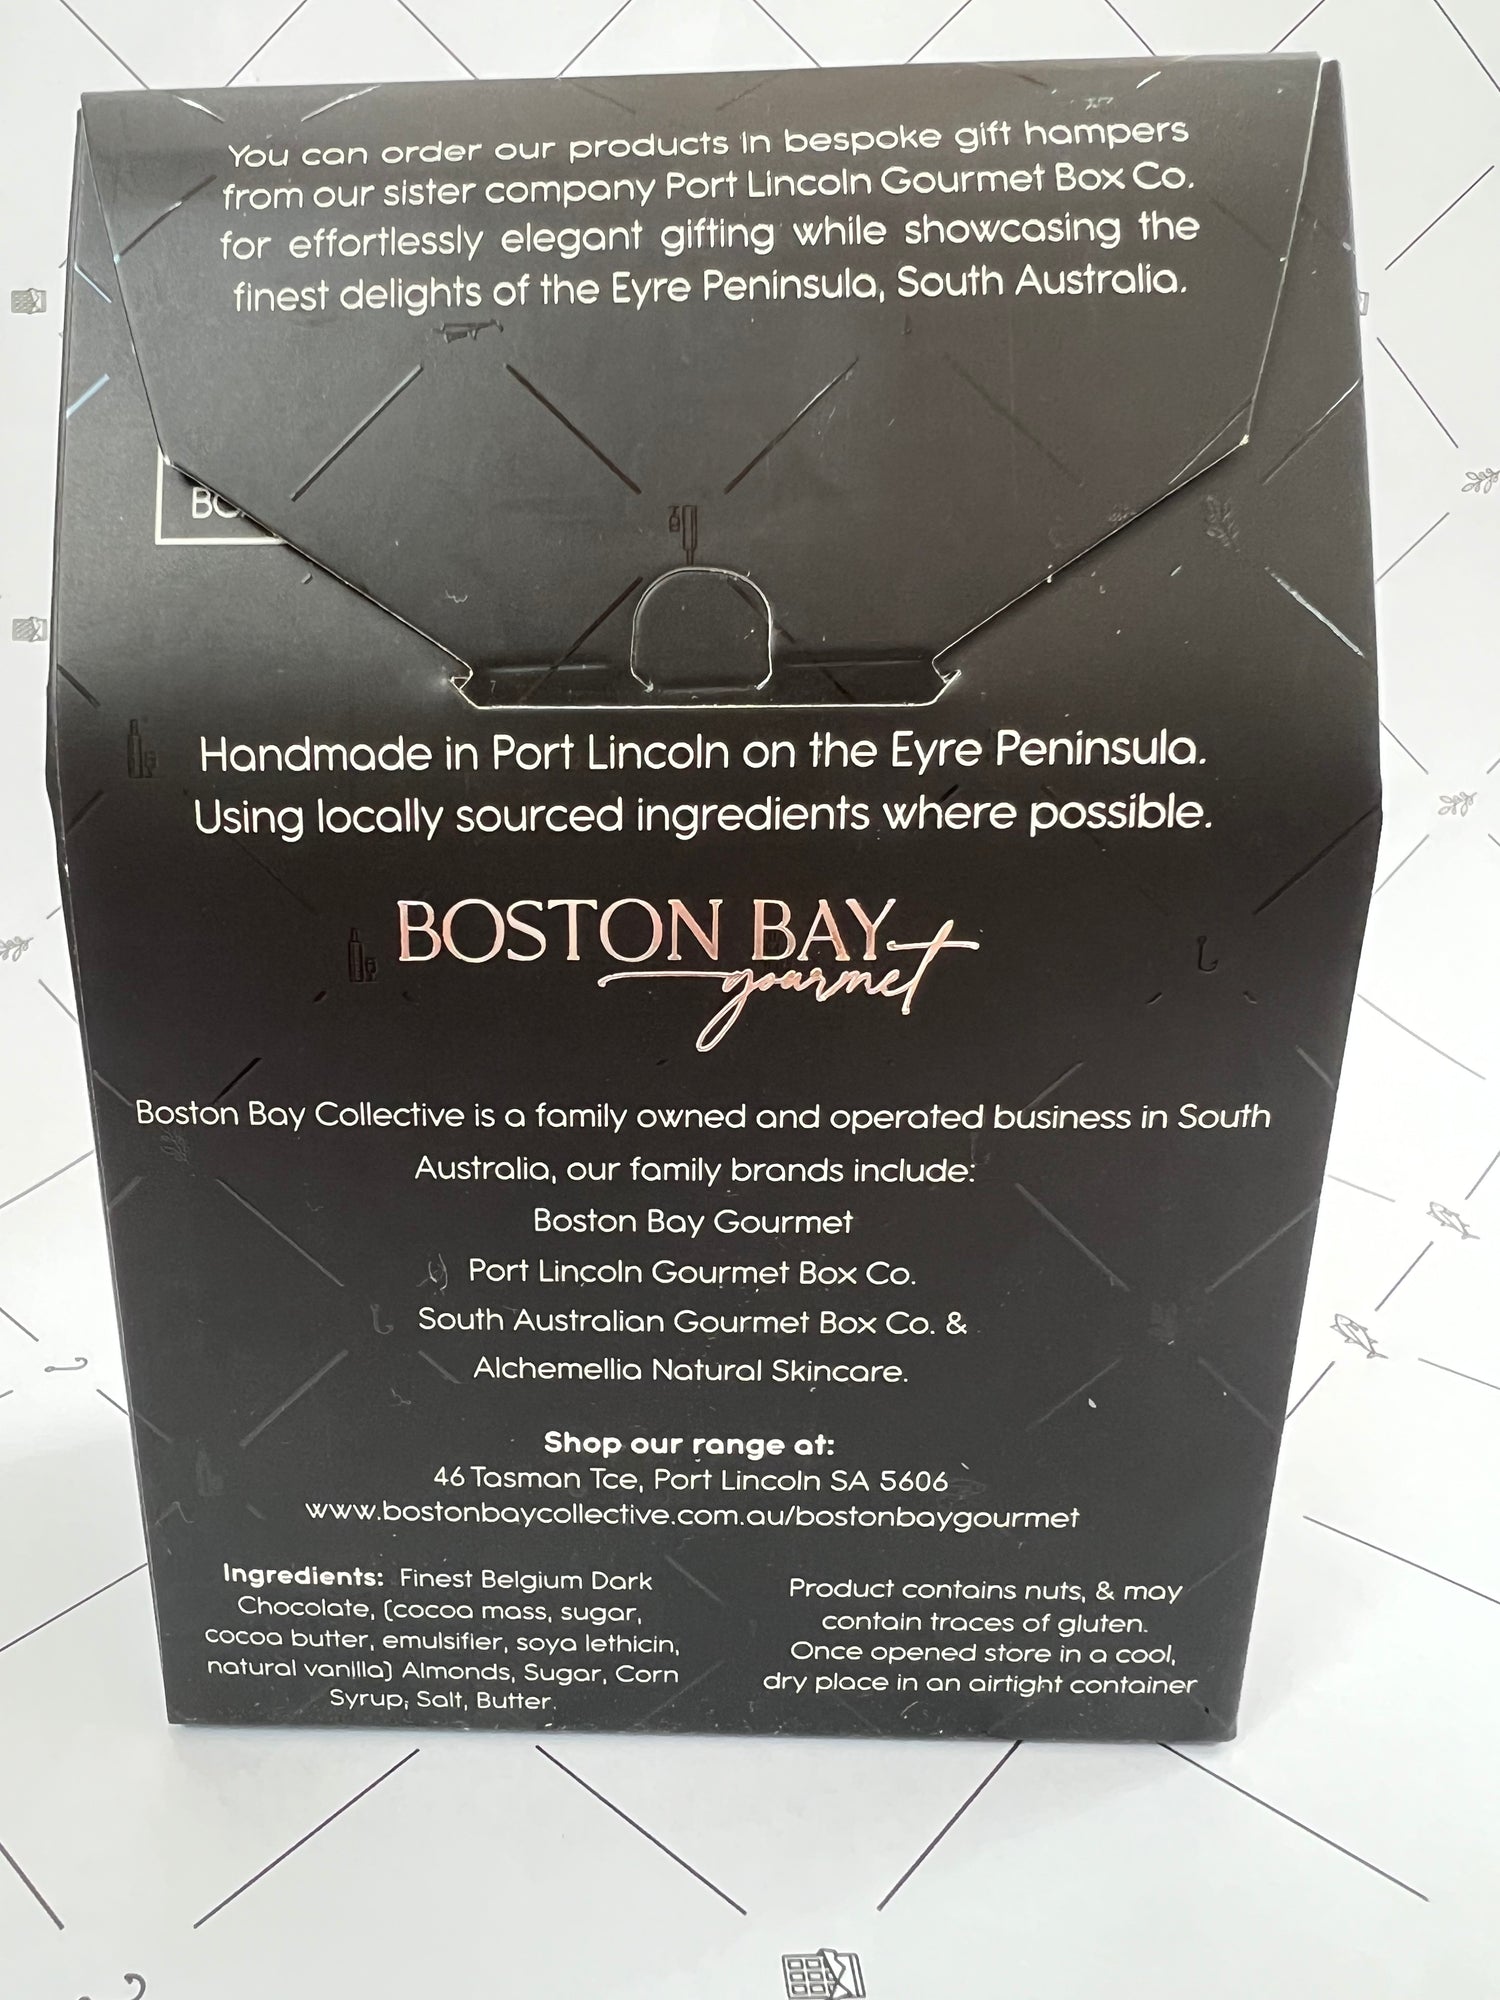 You can order our products in bespoke gift hampers
from our sister company Port Lincoln Gourmet Box Co.
for effortlessly elegant gifting while showcasing the
finest delights of the Eyre Peninsula, South Australia.
Handmade in Port Lincoln on the Eyre Peninsula.
Using locally sourced ingredients where possible.
BOSTON BAY
gourmet
Boston Bay Collective is a family owned and operated business in South
Australia, our family brands include:
Boston Bay Gourmet
Port Lincoln Gourmet Box Co.
South Australian Gourmet Box Co. &
Alchemellia Natural Skincare.
Shop our range at:
46 Tasman Tce, Port Lincoln SA 5606
www.bostonbaycollective.com.au/bostonbaygourmet
Ingredients: Finest Belgium Dark
Chocolate, (cocoa mass, sugar,
cocoa butter, emulsifier, soya lethicin,
natural vanilla) Almonds, Sugar, Corn
Syrup, Salt, Butter.
Product contains nuts, & may
contain traces of gluten.
Once opened store in a cool,
dry place in an airtight container